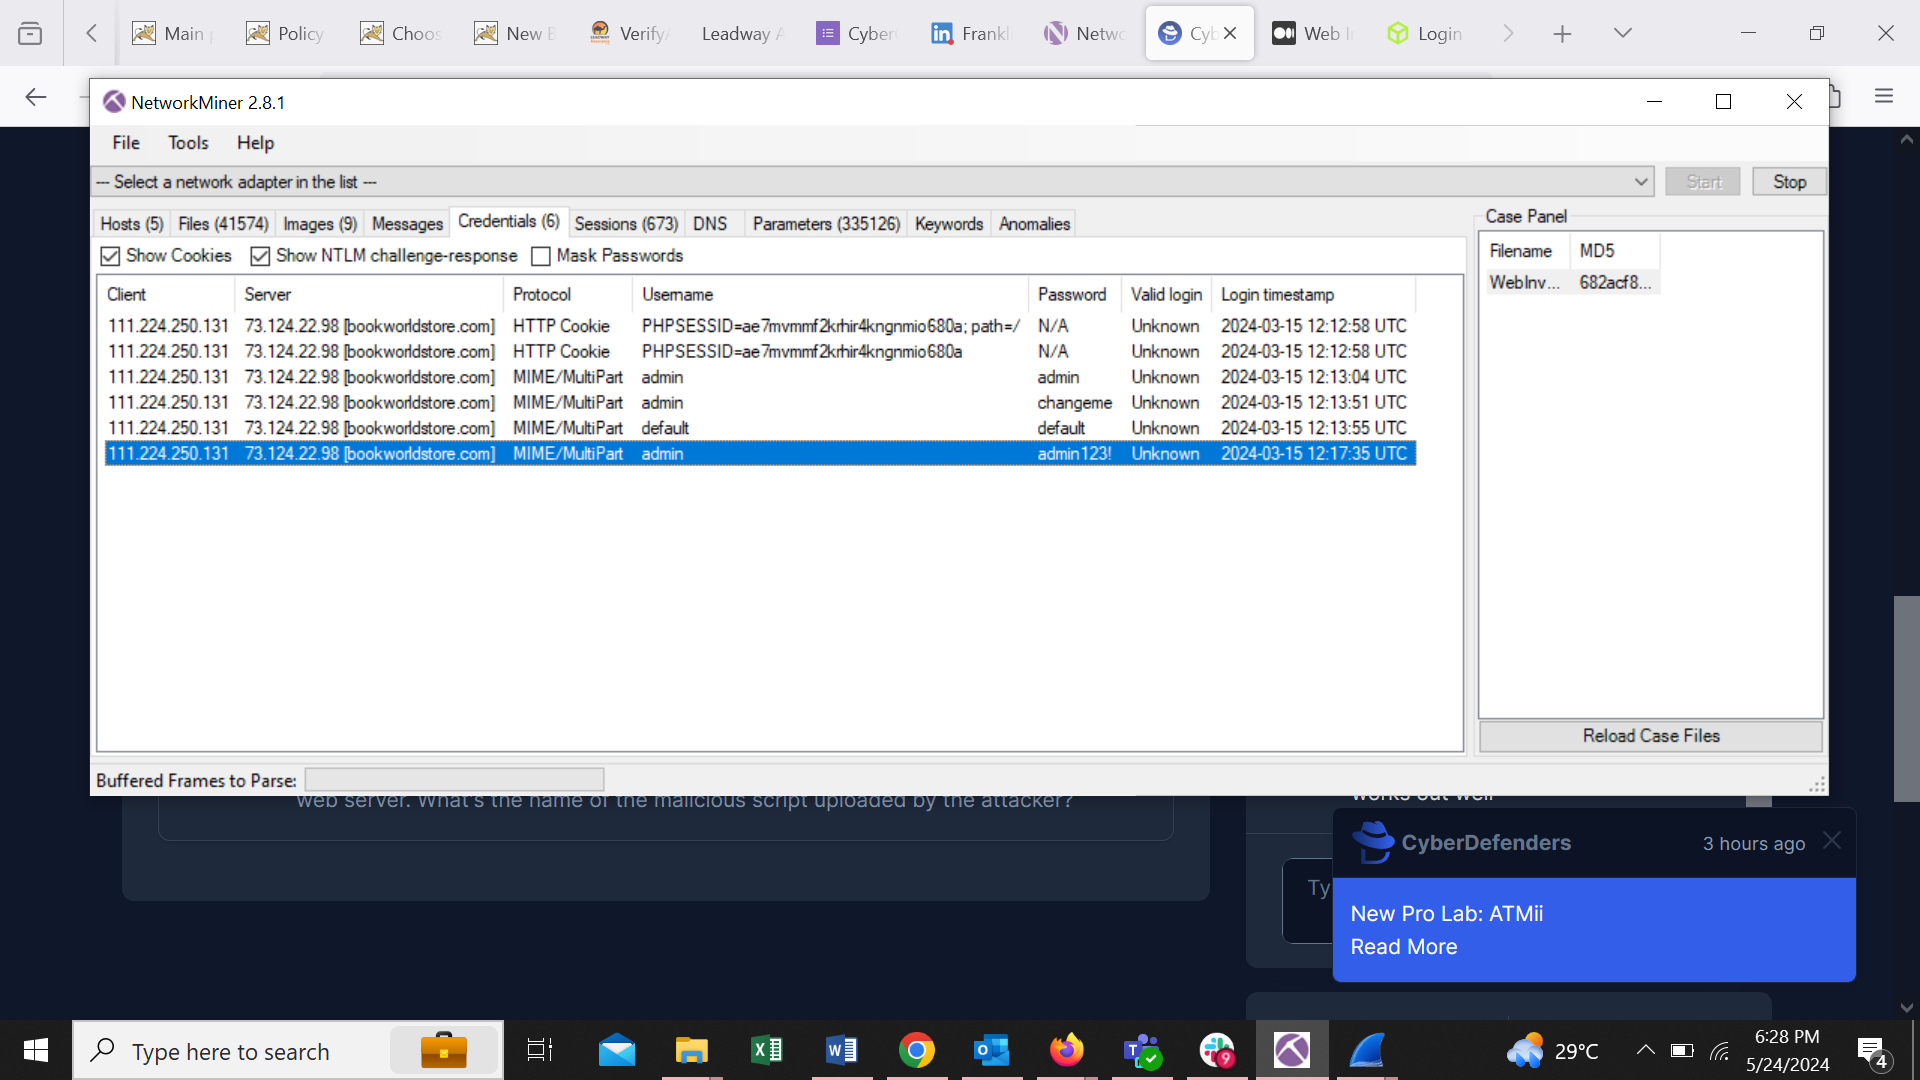 Main
Policy
Choos
New B
Verify
Leadway A
Cyber
Frankl
Netwo
Cyb
Web I
Login
NetworkMiner 2.8.1
File Tools Help
--- Select a network adapter in the list ---
Start
Stop
Hosts (5) Files (41574) Images (9) Messages Credentials (6) Sessions (673) DNS Parameters (335126) Keywords Anomalies
Show Cookies Show NTLM challenge-response Mask Passwords
Client Server Protocol Username Password Valid login Login timestamp
111.224.250.131 73.124.22.98 [bookworldstore.com] HTTP Cookie PHPSESSID=ae7mvmmf2krhir4kngnmio680a; path=/ N/A Unknown 2024-03-15 12:12:58 UTC
111.224.250.131 73.124.22.98 [bookworldstore.com] HTTP Cookie PHPSESSID=ae7mvmmf2krhir4kngnmio680a N/A Unknown 2024-03-15 12:12:58 UTC
111.224.250.131 73.124.22.98 [bookworldstore.com] MIME/MultiPart admin admin Unknown 2024-03-15 12:13:04 UTC
111.224.250.131 73.124.22.98 [bookworldstore.com] MIME/MultiPart admin changeme Unknown 2024-03-15 12:13:51 UTC
111.224.250.131 73.124.22.98 [bookworldstore.com] MIME/MultiPart default default Unknown 2024-03-15 12:13:55 UTC
111.224.250.131 73.124.22.98 [bookworldstore.com] MIME/MultiPart admin admin123! Unknown 2024-03-15 12:17:35 UTC
Case Panel
Filename MD5
WebInv... 682acf8...
Reload Case Files
Buffered Frames to Parse:
web server. What's the name of the malicious script uploaded by the attacker?
works out well
Ty
CyberDefenders
3 hours ago
New Pro Lab: ATMii
Read More
Type here to search
9
29°C
6:28 PM
5/24/2024
4